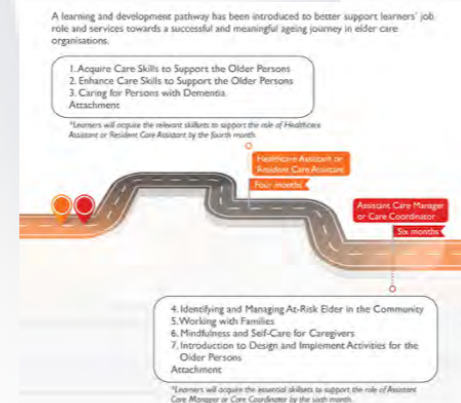 A learning and development pathway has been introduced to better support learners' job
role and services towards a successful and meaningful ageing journey in elder care
organisations.
1. Acquire Care Skills to Support the Older Persons
2. Enhance Care Skills to Support the Older Persons
3. Caring for Persons with Dementia
Attachment
*Learners will acquire the relevant skillsets to support the role of Healthcare
Assistant or Resident Care Assistant by the fourth month.
Healthcare Assistant or
Resident Care Assistant
Four months
Assistant Care Manager
or Care Coordinator
Six months
4. Identifying and Managing At-Risk Elder in the Community
5. Working with Families
6. Mindfulness and Self-Care for Caregivers
7. Introduction to Design and Implement Activities for the
Older Persons
Attachment
*Learners will acquire the essential skillsets to support the role of Assistant
Care Manager or Care Coordinator by the sixth month.